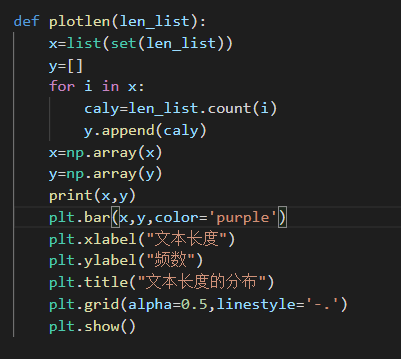 def plotlen(len_list):
    x=list(set(len_list))
    y=[]
    for i in x:
        caly=len_list.count(i)
        y.append(caly)
    x=np.array(x)
    y=np.array(y)
    print(x,y)
    plt.bar(x,y,color='purple')
    plt.xlabel("文本长度")
    plt.ylabel("频数")
    plt.title("文本长度的分布")
    plt.grid(alpha=0.5,linestyle='-.')
    plt.show()